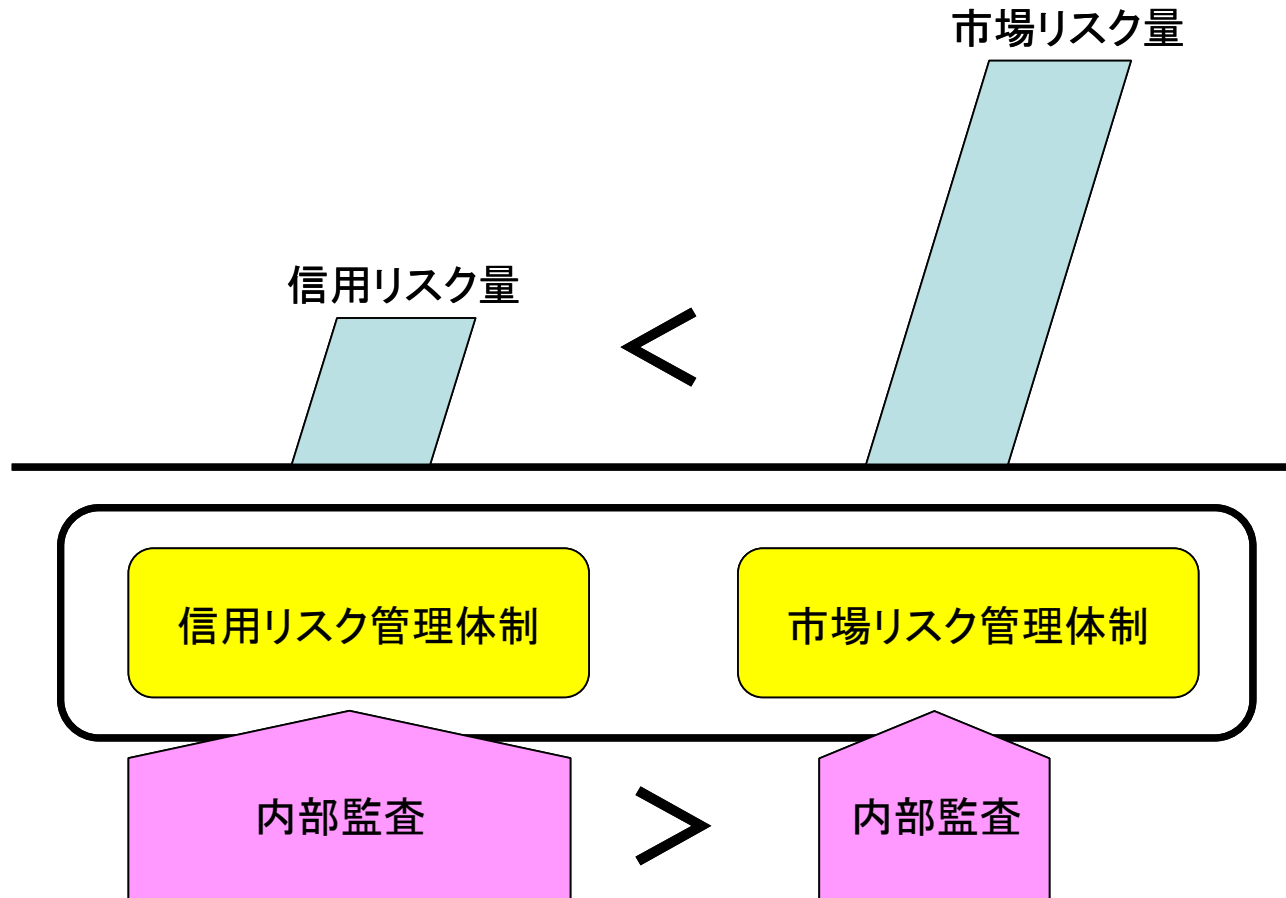 市場リスク量
信用リスク量
<
信用リスク管理体制
市場リスク管理体制
内部監査
>
内部監査